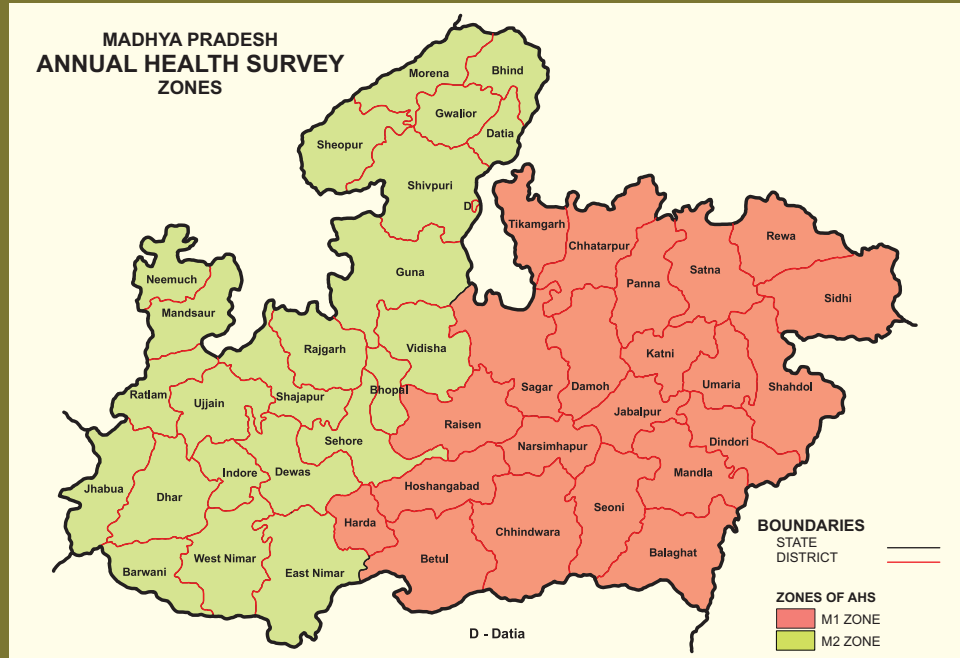 MADHYA PRADESH
ANNUAL HEALTH SURVEY
ZONES
Morena
Bhind
Gwalior
Datia
Sheopur
Shivpuri
D
Tikamgarh
Chhatarpur
Rewa
Guna
Panna
Satna
Sidhi
Neemuch
Mandsaur
Rajgarh
Vidisha
Katni
Ratlam
Ujjain
Shajapur
Bhopal
Sagar
Damoh
Umaria
Shahdol
Jabalpur
Raisen
Sehore
Narsimhapur
Dindori
Jhabua
Dhar
Indore
Dewas
Hoshangabad
Mandla
Harda
Seoni
Chhindwara
Barwani
West Nimar
East Nimar
Betul
Balaghat
BOUNDARIES
STATE
DISTRICT
ZONES OF AHS
M1 ZONE
M2 ZONE
D - Datia